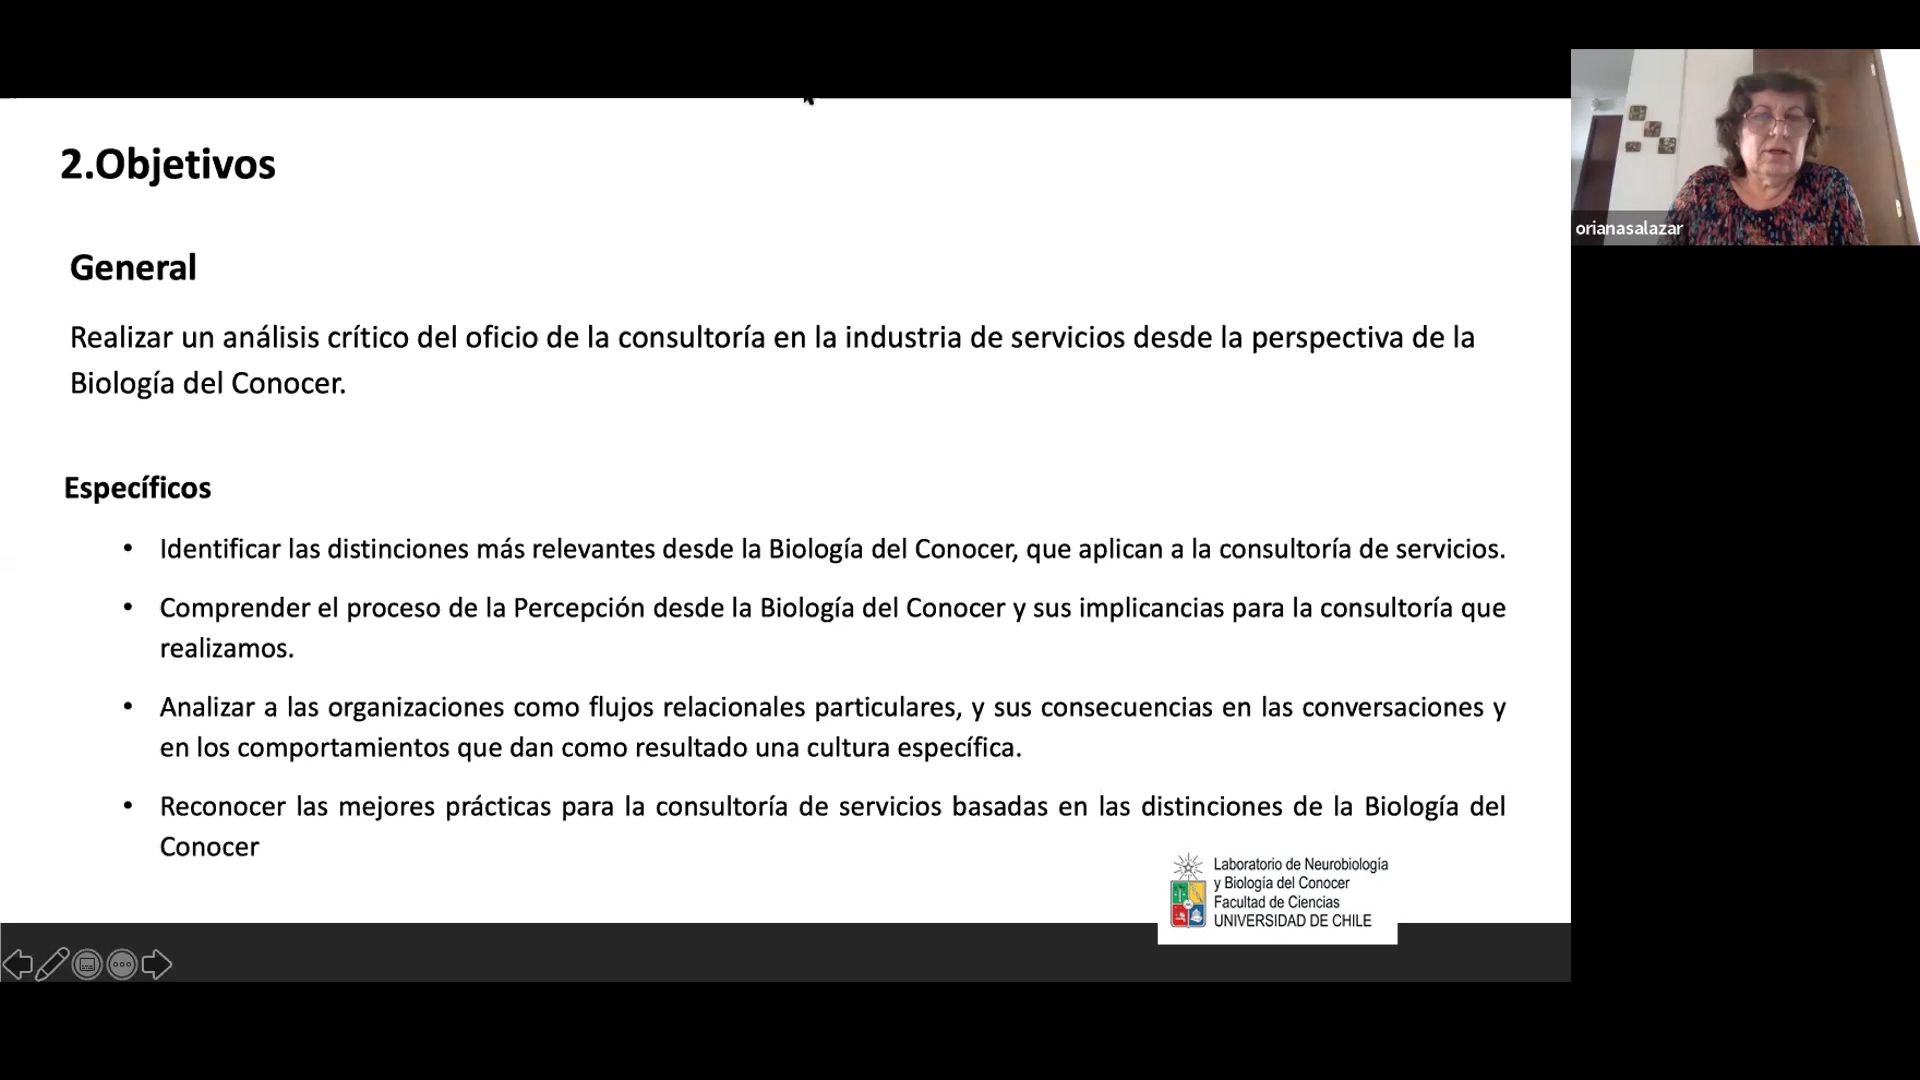 2.Objetivos
General
Realizar un análisis crítico del oficio de la consultoría en la industria de servicios desde la perspectiva de la
Biología del Conocer.
Específicos
• Identificar las distinciones más relevantes desde la Biología del Conocer, que aplican a la consultoría de servicios.
• Comprender el proceso de la Percepción desde la Biología del Conocer y sus implicancias para la consultoría que
realizamos.
• Analizar a las organizaciones como flujos relacionales particulares, y sus consecuencias en las conversaciones y
en los comportamientos que dan como resultado una cultura específica.
• Reconocer las mejores prácticas para la consultoría de servicios basadas en las distinciones de la Biología del
Conocer
Laboratorio de Neurobiología
y Biología del Conocer
Facultad de Ciencias
UNIVERSIDAD DE CHILE
orianasalazar